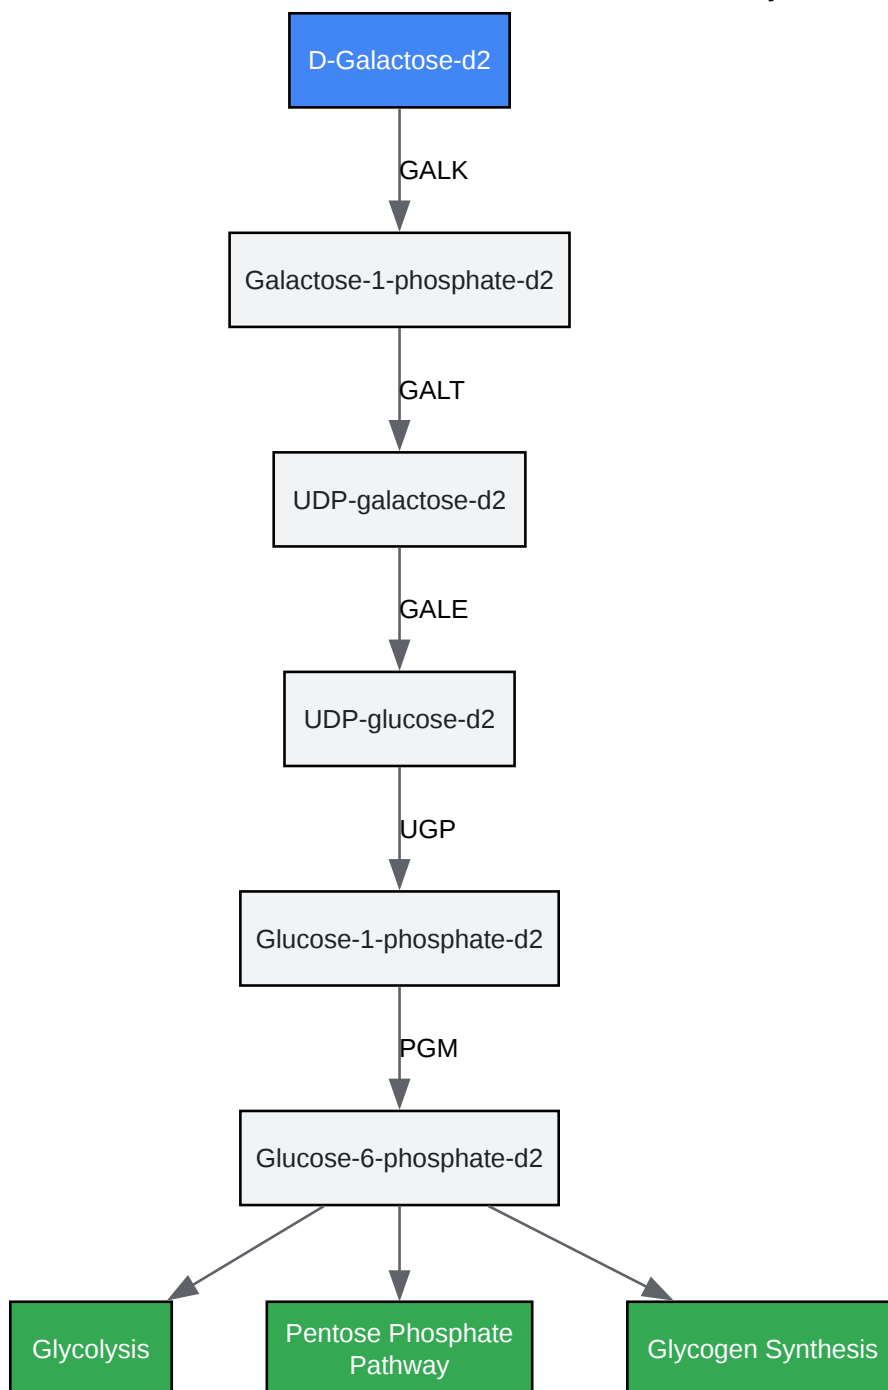 D-Galactose-d2
GALK
Galactose-1-phosphate-d2
GALT
UDP-galactose-d2
GALE
UDP-glucose-d2
UGP
Glucose-1-phosphate-d2
PGM
Glucose-6-phosphate-d2
Glycolysis
Pentose Phosphate
Pathway
Glycogen Synthesis